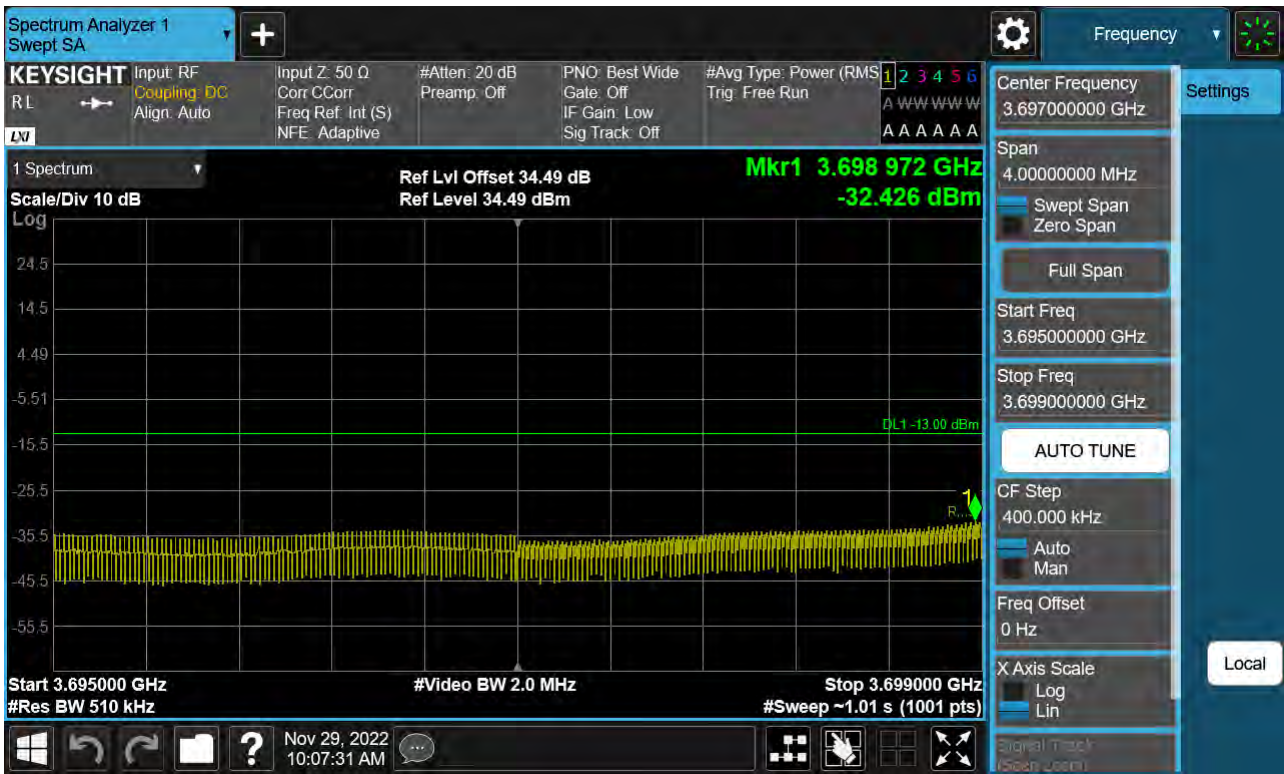 Spectrum Analyzer 1
Swept SA
+
Frequency
KEYSIGHT
RL
LXI
Input: RF
Coupling: DC
Align: Auto
Input Z: 50 Ω
Corr CCorr
Freq Ref: Int (S)
NFE: Adaptive
#Atten: 20 dB
Preamp: Off
PNO: Best Wide
Gate: Off
IF Gain: Low
Sig Track: Off
#Avg Type: Power (RMS
Trig: Free Run
1 2 3 4 5 6
A WW WW W
A A A A A A
1 Spectrum
Scale/Div 10 dB
Log
Ref Lvl Offset 34.49 dB
Ref Level 34.49 dBm
Mkr1 3.698 972 GHz
-32.426 dBm
24.5
14.5
4.49
-5.51
DL1 -13.00 dBm
-15.5
-25.5
1
R...
-35.5
-45.5
-55.5
Start 3.695000 GHz
#Res BW 510 kHz
#Video BW 2.0 MHz
Stop 3.699000 GHz
#Sweep ~1.01 s (1001 pts)
Center Frequency
3.697000000 GHz
Settings
Span
4.00000000 MHz
Swept Span
Zero Span
Full Span
Start Freq
3.695000000 GHz
Stop Freq
3.699000000 GHz
AUTO TUNE
CF Step
400.000 kHz
Auto
Man
Freq Offset
0 Hz
X Axis Scale
Log
Lin
Local
Signal Track
(Span Zoom)
?
Nov 29, 2022
10:07:31 AM